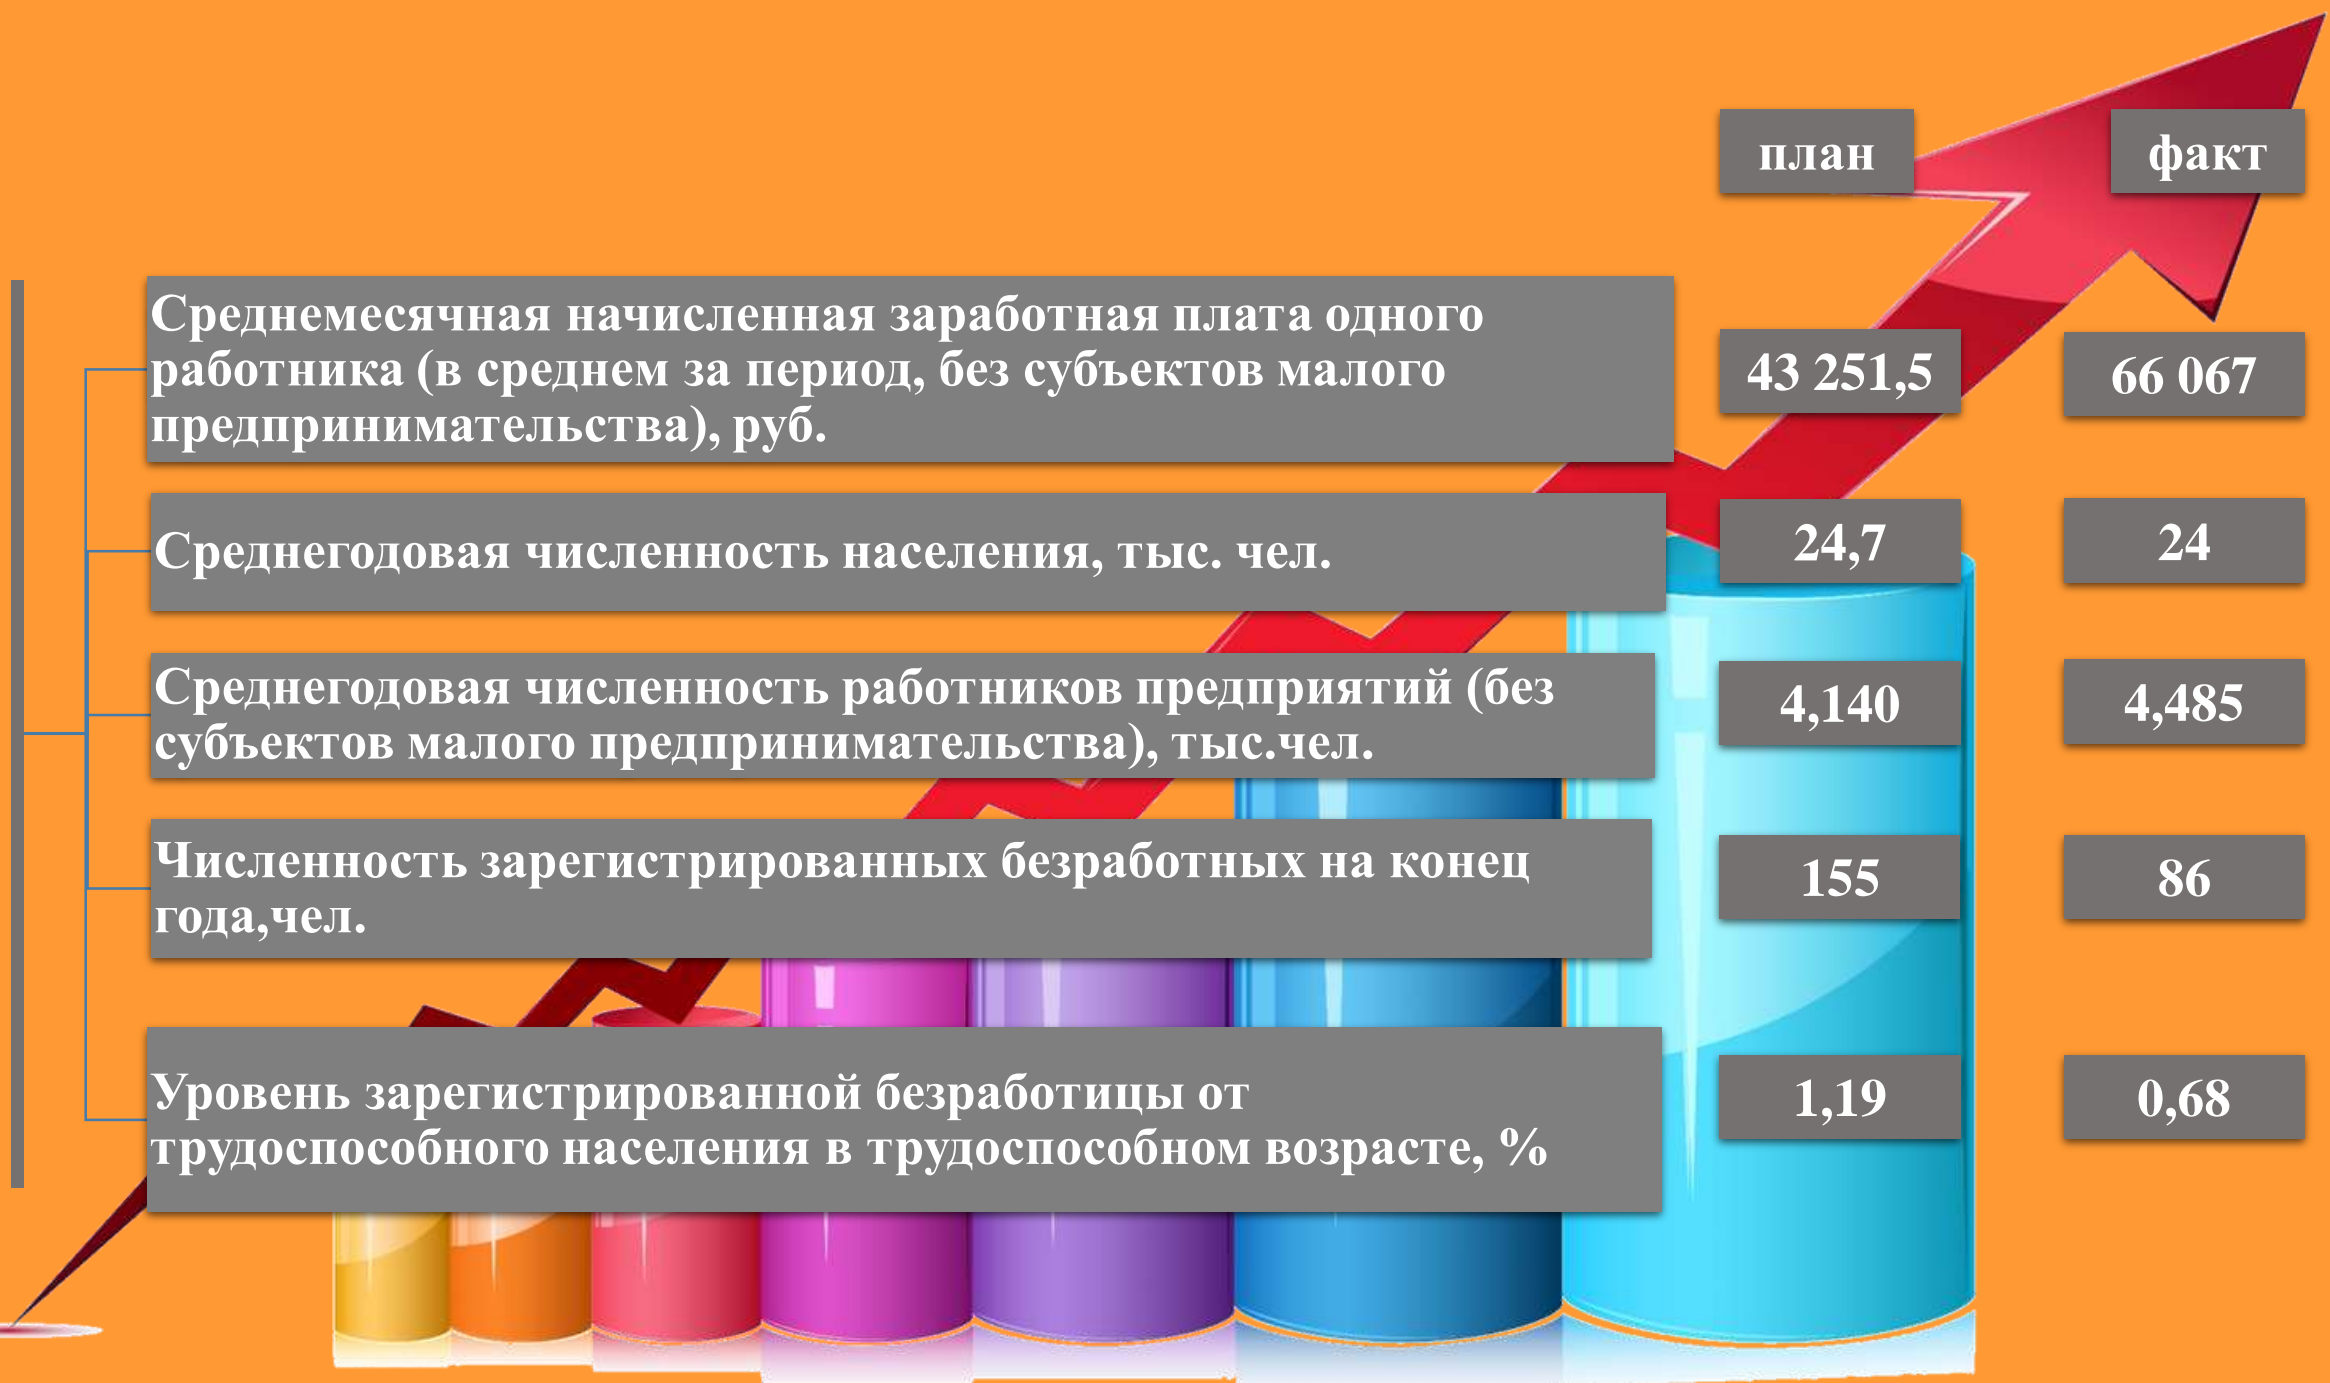 план факт
Среднемесячная начисленная заработная плата одного
работника (в среднем за период, без субъектов малого
предпринимательства), руб.
43 251,5 66 067
Среднегодовая численность населения, тыс. чел.
24,7 24
Среднегодовая численность работников предприятий (без
субъектов малого предпринимательства), тыс.чел.
4,140 4,485
Численность зарегистрированных безработных на конец
года,чел.
155 86
Уровень зарегистрированной безработицы от
трудоспособного населения в трудоспособном возрасте, %
1,19 0,68